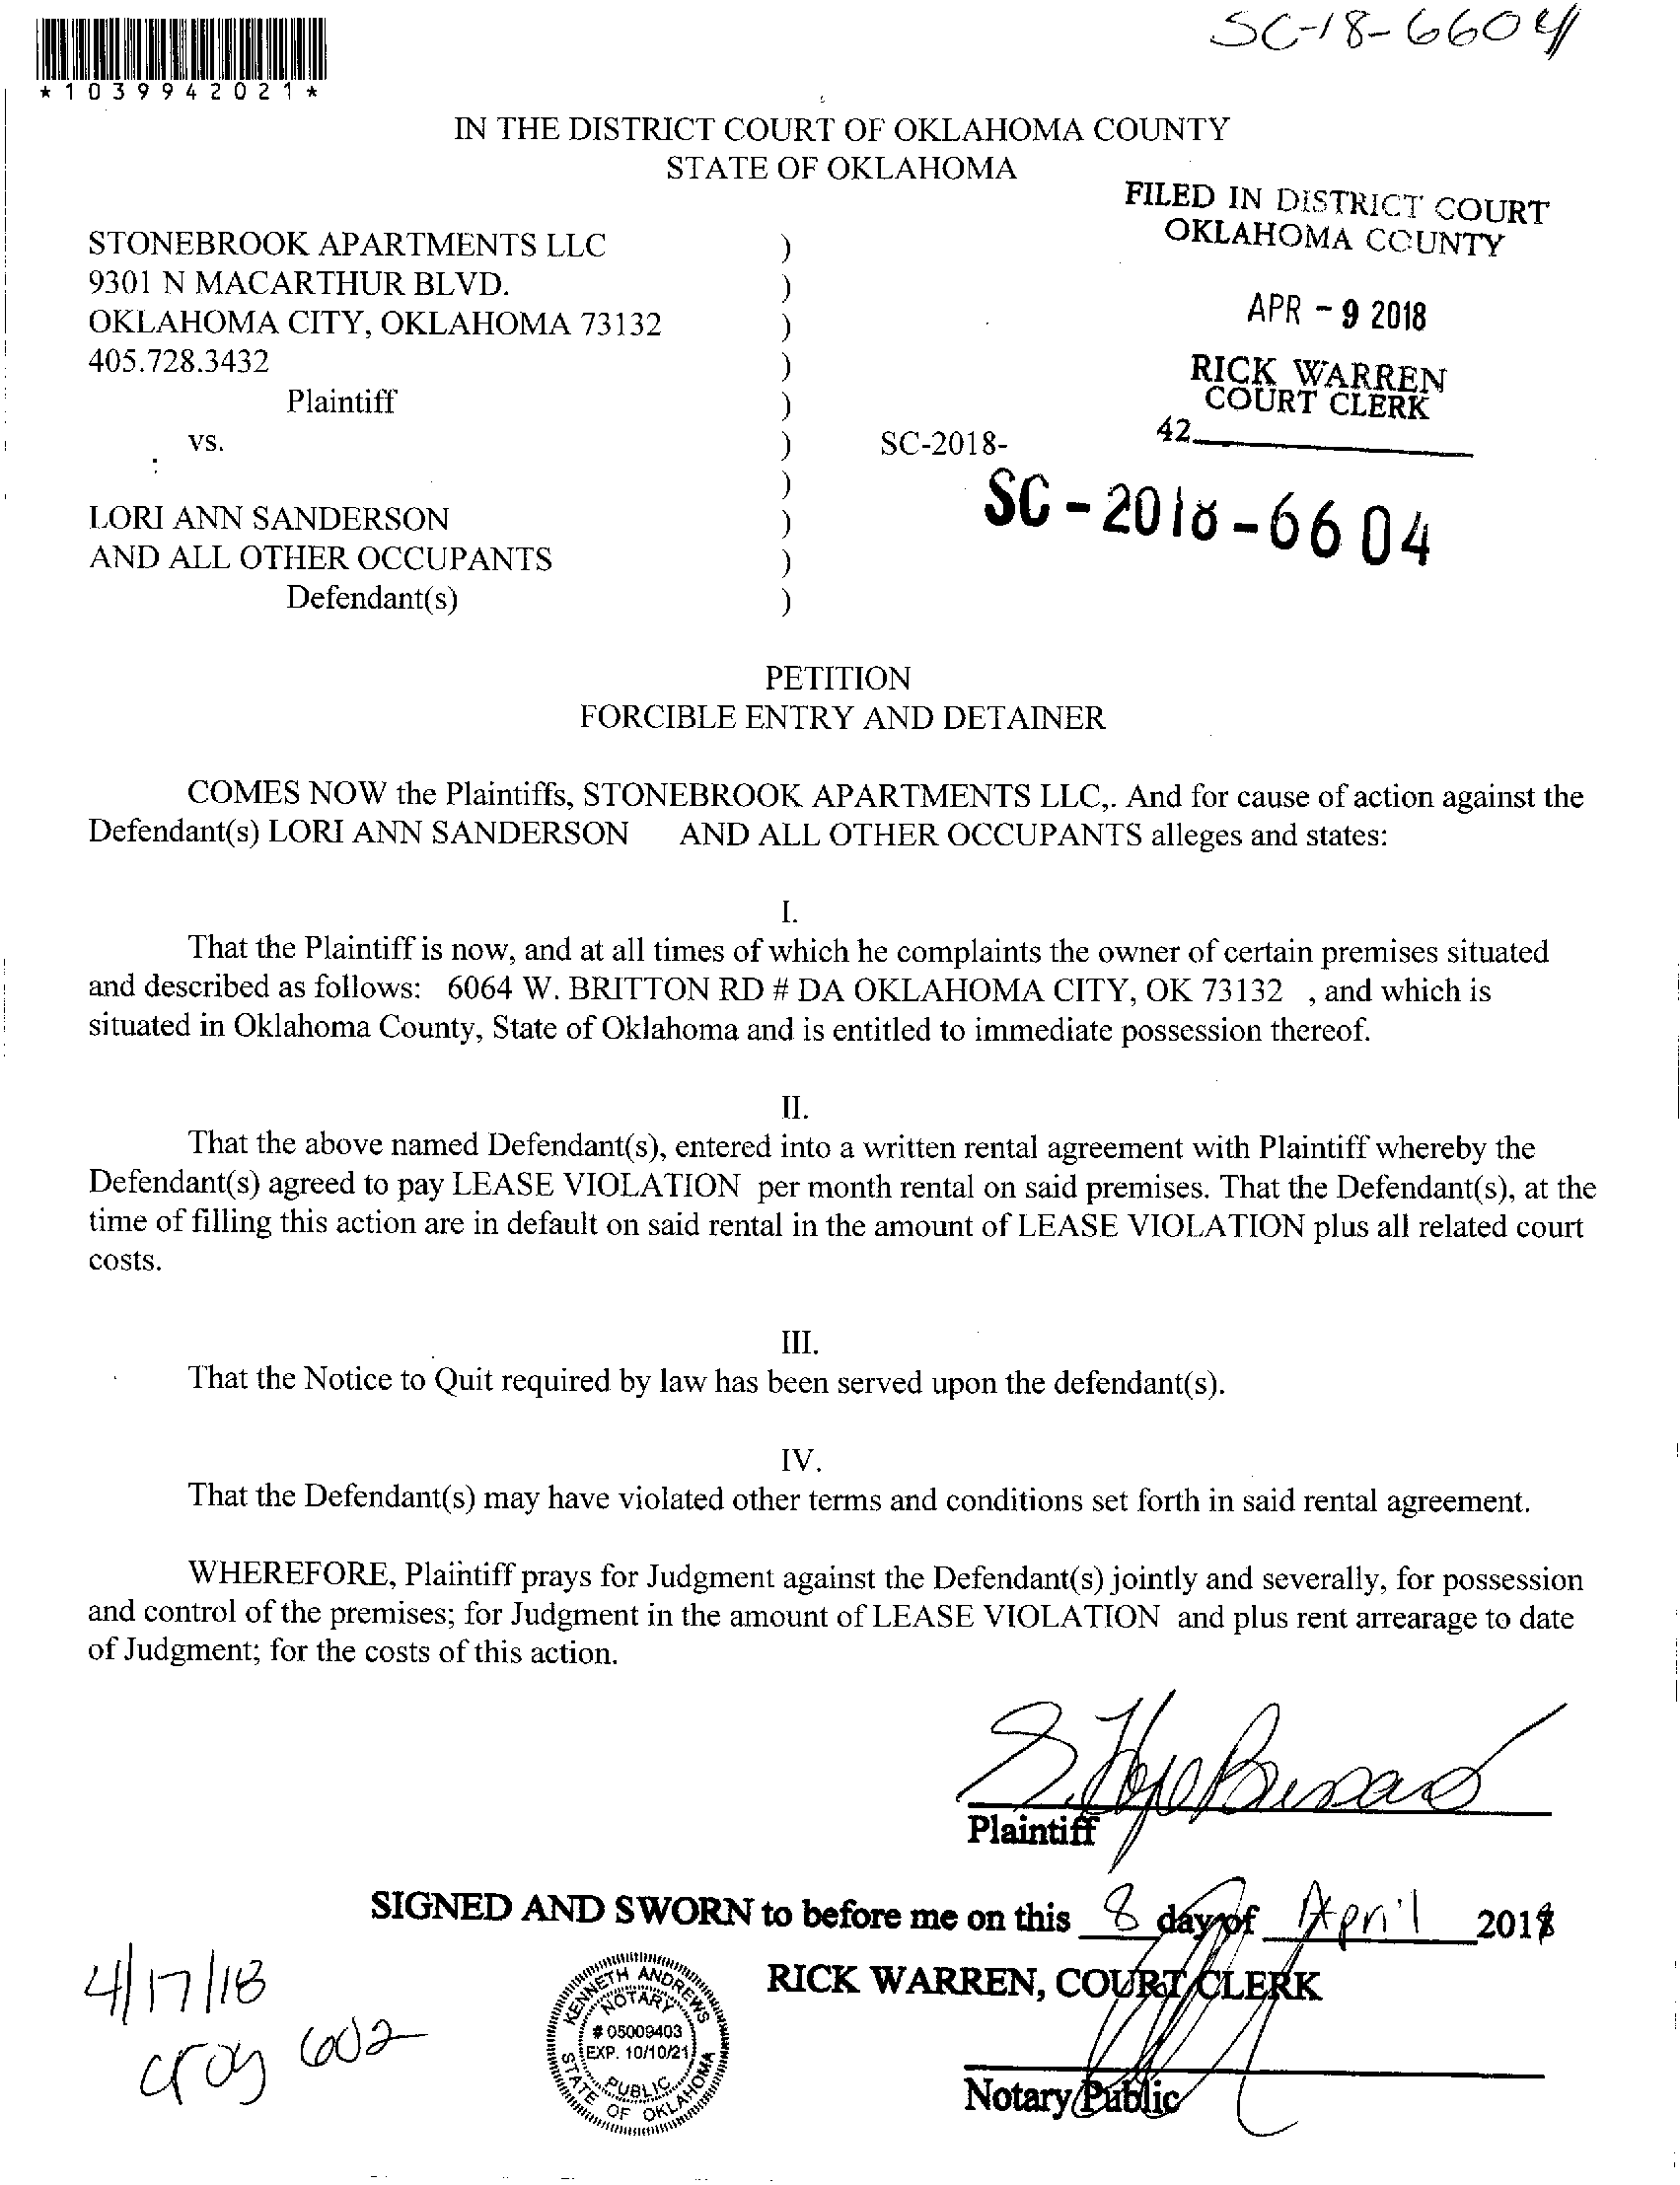 SC-18-6604
*1039942021*
IN THE DISTRICT COURT OF OKLAHOMA COUNTY
STATE OF OKLAHOMA
FILED IN DISTRICT COURT
OKLAHOMA COUNTY
APR - 9 2018
RICK WARREN
COURT CLERK
42
STONEBROOK APARTMENTS LLC )
9301 N MACARTHUR BLVD. )
OKLAHOMA CITY, OKLAHOMA 73132 )
405.728.3432 )
Plaintiff )
vs. ) SC-2018-
)
SC-2018-6604
LORI ANN SANDERSON )
AND ALL OTHER OCCUPANTS )
Defendant(s) )
PETITION
FORCIBLE ENTRY AND DETAINER
COMES NOW the Plaintiffs, STONEBROOK APARTMENTS LLC,. And for cause of action against the
Defendant(s) LORI ANN SANDERSON AND ALL OTHER OCCUPANTS alleges and states:
I.
That the Plaintiff is now, and at all times of which he complaints the owner of certain premises situated
and described as follows: 6064 W. BRITTON RD # DA OKLAHOMA CITY, OK 73132 , and which is
situated in Oklahoma County, State of Oklahoma and is entitled to immediate possession thereof.
II.
That the above named Defendant(s), entered into a written rental agreement with Plaintiff whereby the
Defendant(s) agreed to pay LEASE VIOLATION per month rental on said premises. That the Defendant(s), at the
time of filling this action are in default on said rental in the amount of LEASE VIOLATION plus all related court
costs.
III.
That the Notice to Quit required by law has been served upon the defendant(s).
IV.
That the Defendant(s) may have violated other terms and conditions set forth in said rental agreement.
WHEREFORE, Plaintiff prays for Judgment against the Defendant(s) jointly and severally, for possession
and control of the premises; for Judgment in the amount of LEASE VIOLATION and plus rent arrearage to date
of Judgment; for the costs of this action.
Plaintiff
SIGNED AND SWORN to before me on this 8 day of April 2018
RICK WARREN, COURT CLERK
Notary Public
4/17/18
602
KENNETH ANDREWS
NOTARY
# 05009403
EXP. 10/10/21
PUBLIC
STATE OF OKLAHOMA